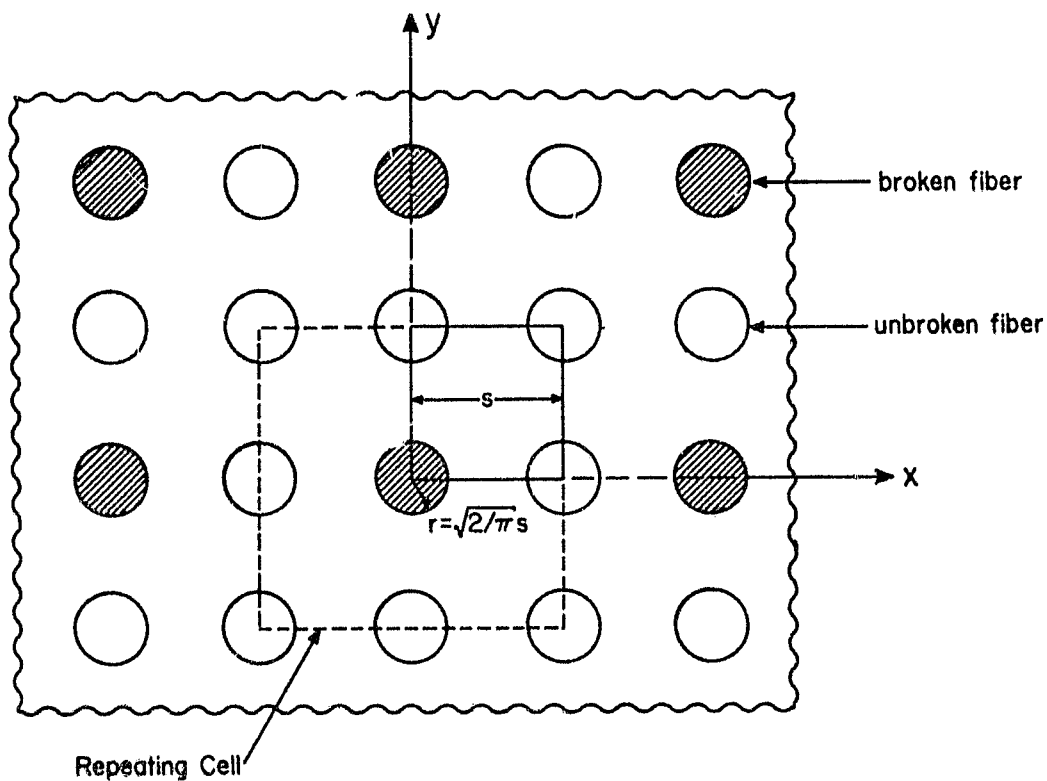 y
broken fiber
unbroken fiber
s
x
r=√2/π s
Repeating Cell